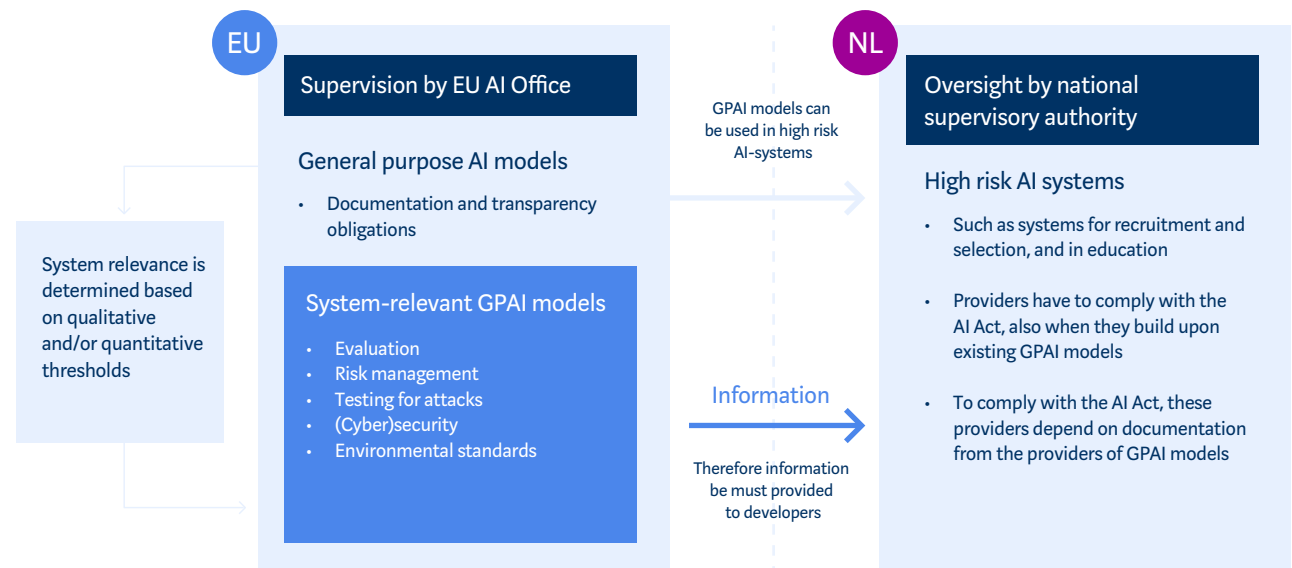 EU
Supervision by EU AI Office
General purpose AI models
• Documentation and transparency
obligations
System-relevant GPAI models
• Evaluation
• Risk management
• Testing for attacks
• (Cyber)security
• Environmental standards
System relevance is
determined based
on qualitative
and/or quantitative
thresholds
GPAI models can
be used in high risk
AI-systems
Information
Therefore information
be must provided
to developers
NL
Oversight by national
supervisory authority
High risk AI systems
• Such as systems for recruitment and
selection, and in education
• Providers have to comply with the
AI Act, also when they build upon
existing GPAI models
• To comply with the AI Act, these
providers depend on documentation
from the providers of GPAI models